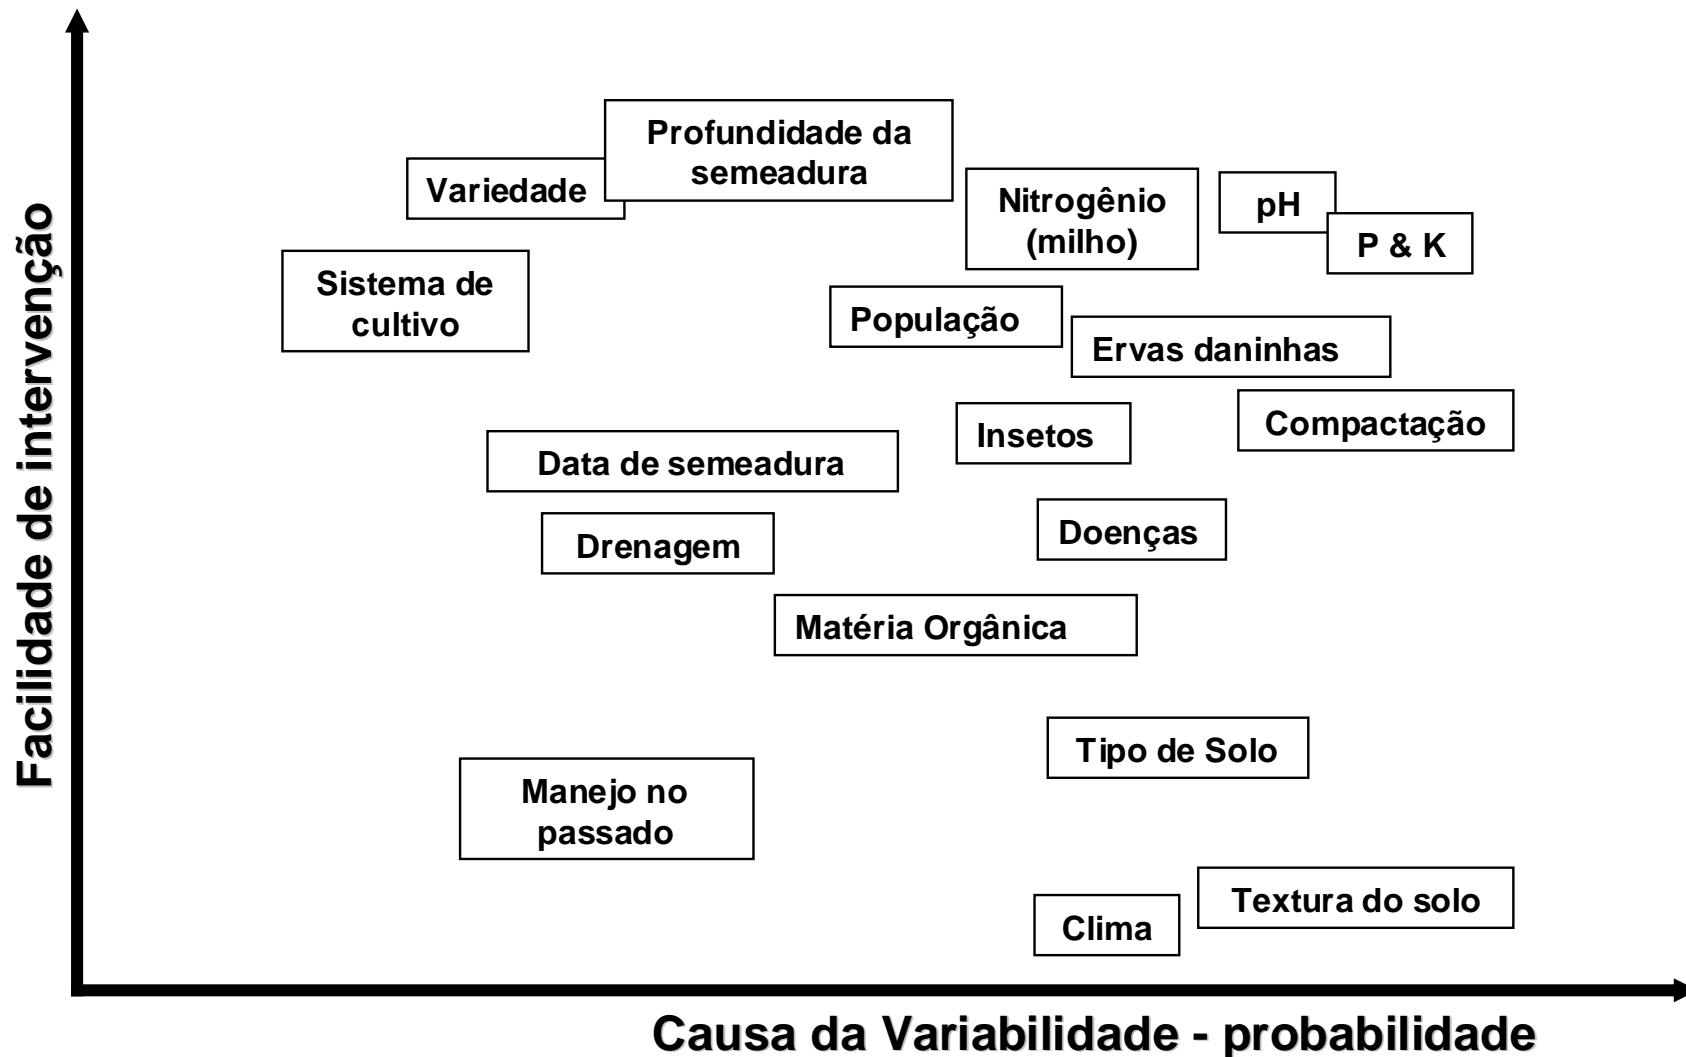 Facilidade de intervenção
Profundidade da
semeadura
Variedade
Nitrogênio
(milho)
pH
P & K
Sistema de
cultivo
População
Ervas daninhas
Compactação
Insetos
Data de semeadura
Drenagem
Doenças
Matéria Orgânica
Tipo de Solo
Manejo no
passado
Textura do solo
Clima
Causa da Variabilidade - probabilidade